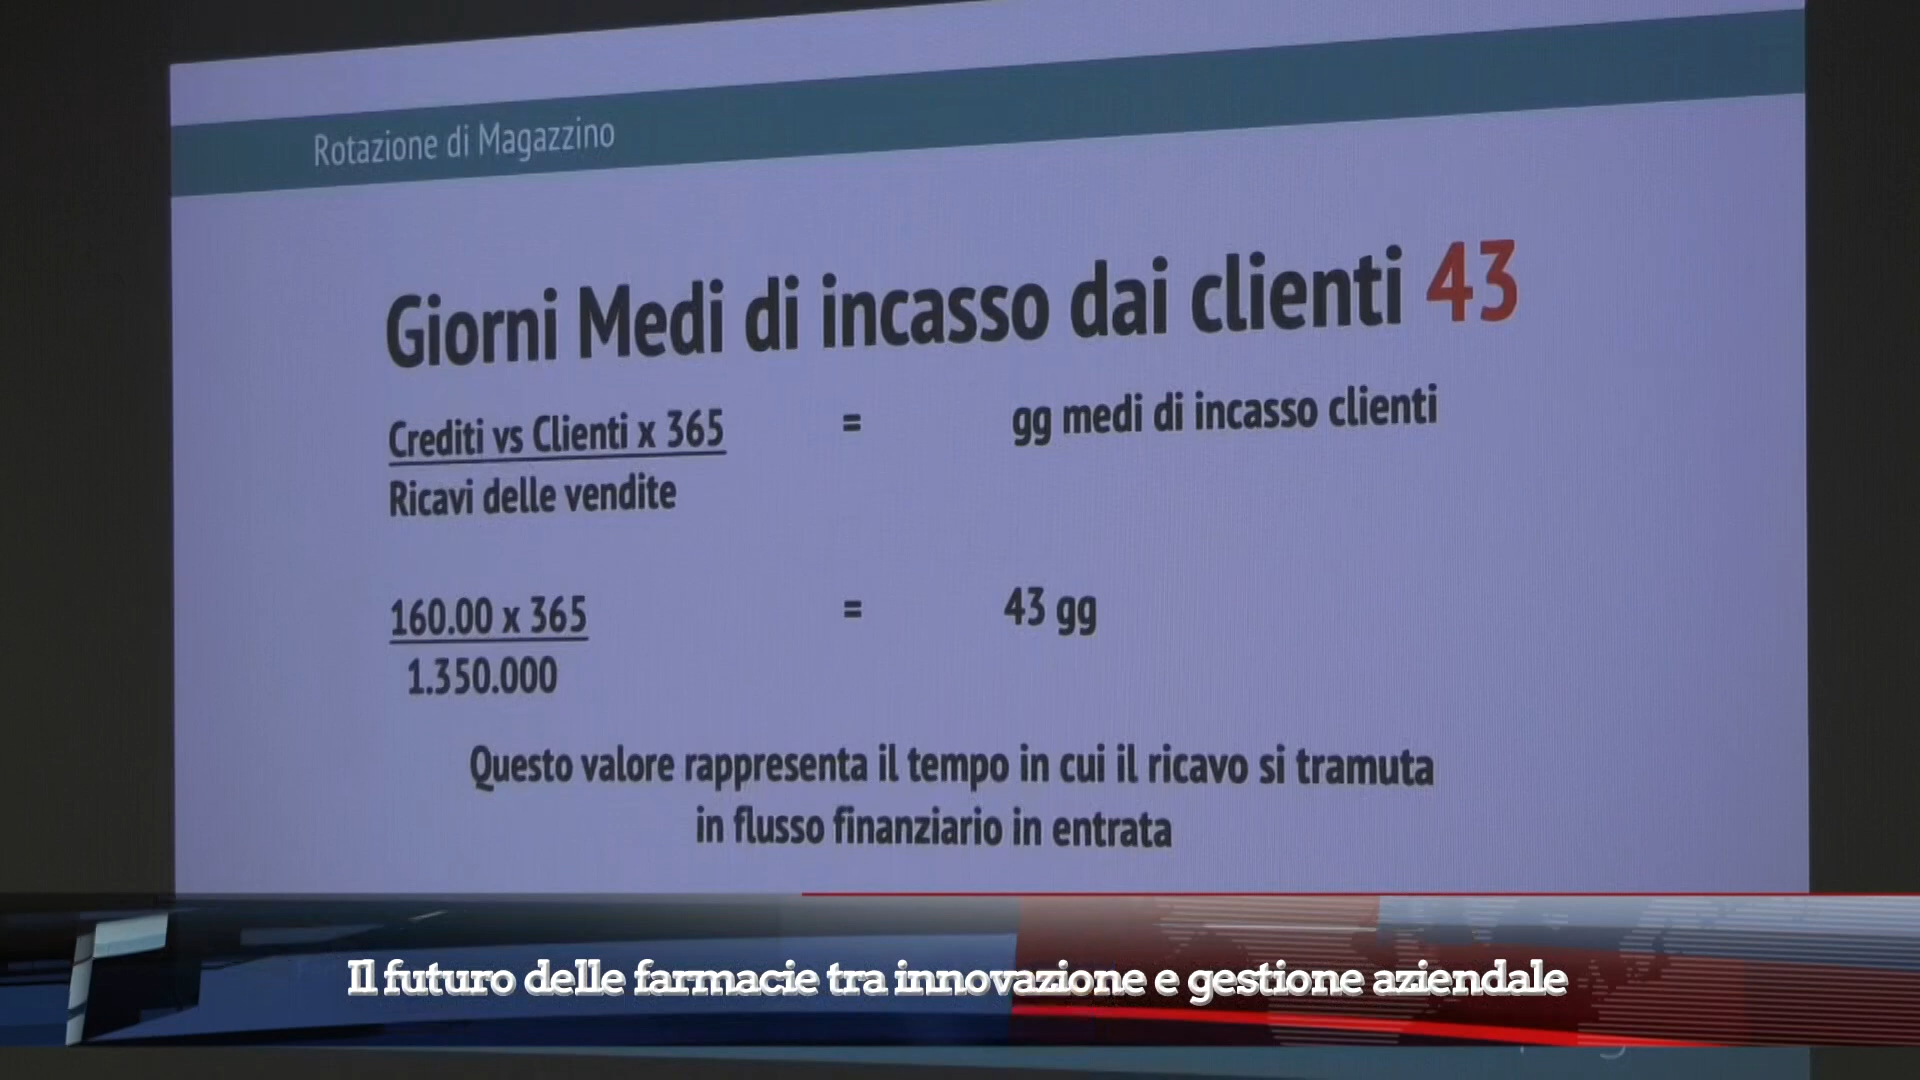 Rotazione di Magazzino
Giorni Medi di incasso dai clienti 43
Crediti vs Clienti x 365 = gg medi di incasso clienti
Ricavi delle vendite
160.00 x 365 = 43 gg
1.350.000
Questo valore rappresenta il tempo in cui il ricavo si tramuta
in flusso finanziario in entrata
Il futuro delle farmacie tra innovazione e gestione aziendale